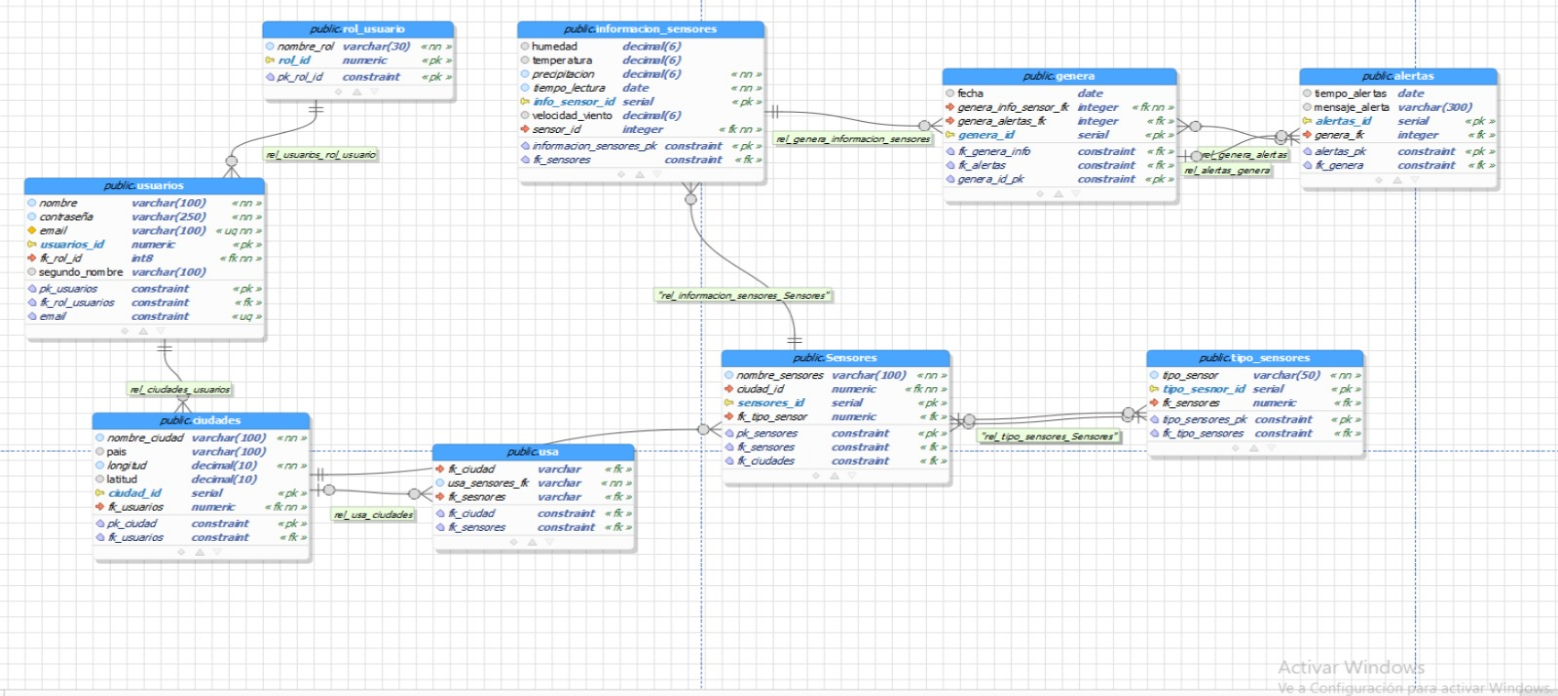 public.rol_usuario
nombre_rol varchar(30) «nn»
rol_id numeric «pk»
pk_rol_id constraint «pk»
rel_usuarios_rol_usuario
public.usuarios
nombre varchar(100) «nn»
contraseña varchar(250) «nn»
email varchar(100) «uq nn»
usuarios_id numeric «pk»
fk_rol_id int8 «fk nn»
segundo_nombre varchar(100)
pk_usuarios constraint «pk»
fk_rol_usuarios constraint «fk»
email constraint «uq»
rel_ciudades_usuarios
public.ciudades
nombre_ciudad varchar(100) «nn»
pais varchar(100)
longitud decimal(10) «nn»
latitud decimal(10)
ciudad_id serial «pk»
fk_usuarios numeric «fk nn»
pk_ciudad constraint «pk»
fk_usuarios constraint «fk»
rel_usa_ciudades
public.usa
fk_ciudad varchar «fk»
usa_sensores_fk varchar «nn»
fk_sesnores varchar «fk»
fk_ciudad constraint «fk»
fk_sensores constraint «fk»
public.informacion_sensores
humedad decimal(6)
temperatura decimal(6)
precipitacion decimal(6) «nn»
tiempo_lectura date «nn»
info_sensor_id serial «pk»
velocidad_viento decimal(6)
sensor_id integer «fk nn»
informacion_sensores_pk constraint «pk»
fk_sensores constraint «fk»
rel_genera_informacion_sensores
"rel_informacion_sensores_Sensores"
public.genera
fecha date
genera_info_sensor_fk integer «fk nn»
genera_alertas_fk integer «fk»
genera_id serial «pk»
fk_genera_info constraint «fk»
fk_alertas constraint «fk»
genera_id_pk constraint «pk»
rel_genera_alertas
rel_alertas_genera
public.alertas
tiempo_alertas date
mensaje_alerta varchar(300)
alertas_id serial «pk»
genera_fk integer «fk»
alertas_pk constraint «pk»
fk_genera constraint «fk»
public.Sensores
nombre_sensores varchar(100) «nn»
ciudad_id numeric «fk nn»
sensores_id serial «pk»
fk_tipo_sensor numeric «fk»
pk_sensores constraint «pk»
fk_sensores constraint «fk»
fk_ciudades constraint «fk»
"rel_tipo_sensores_Sensores"
public.tipo_sensores
tipo_sensor varchar(50) «nn»
tipo_sesnor_id serial «pk»
fk_sensores numeric «fk»
tipo_sensores_pk constraint «pk»
fk_tipo_sensores constraint «fk»
Activar Windows
Ve a Configuración para activar Windows